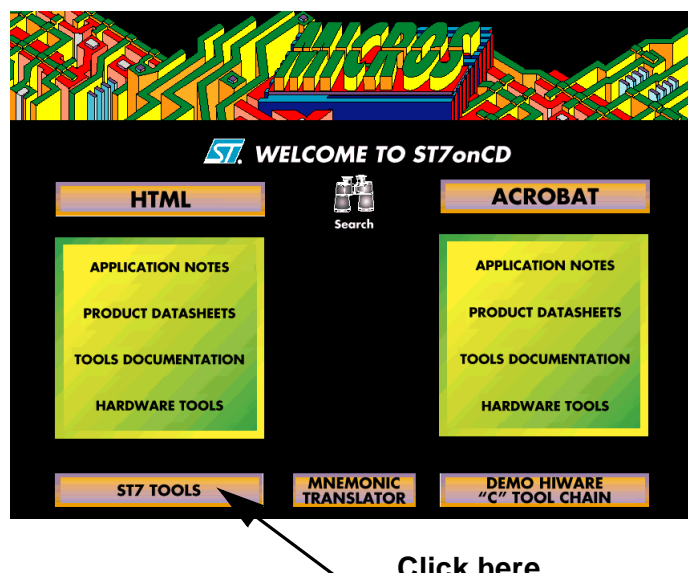 MICROS
ST. WELCOME TO ST7onCD
HTML
Search
ACROBAT
APPLICATION NOTES
PRODUCT DATASHEETS
TOOLS DOCUMENTATION
HARDWARE TOOLS
APPLICATION NOTES
PRODUCT DATASHEETS
TOOLS DOCUMENTATION
HARDWARE TOOLS
ST7 TOOLS
MNEMONIC
TRANSLATOR
DEMO HIWARE
“C” TOOL CHAIN
Click here